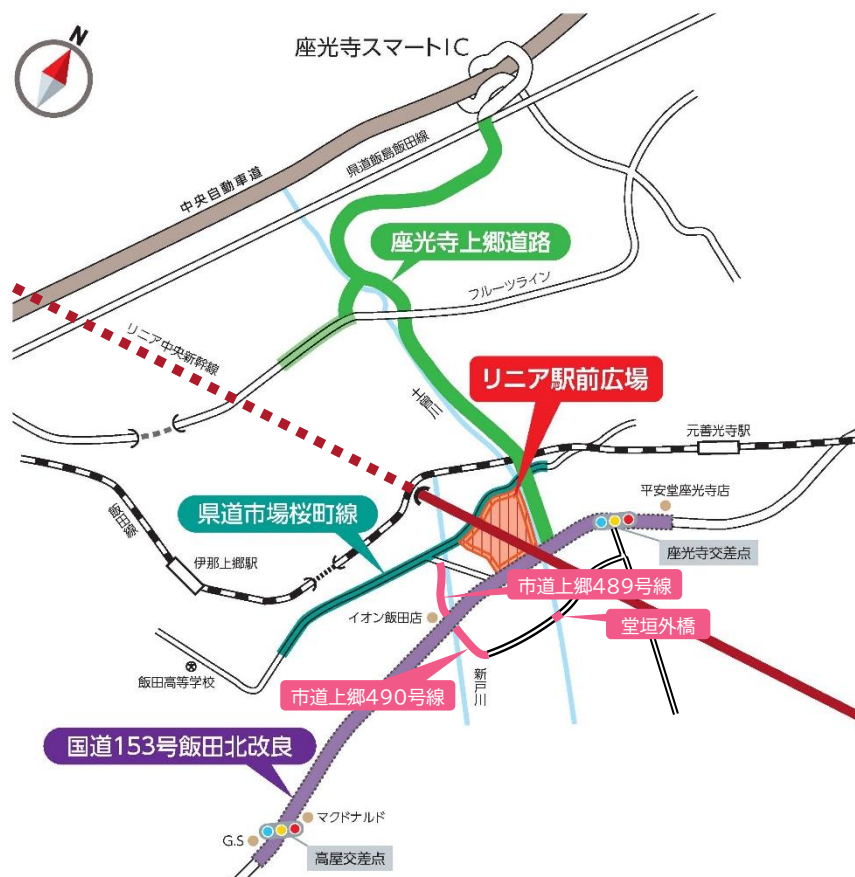 N
座光寺スマートIC
中央自動車道
県道飯島飯田線
座光寺上郷道路
フルーツライン
リニア中央新幹線
リニア駅前広場
土曽川
元善光寺駅
平安堂座光寺店
県道市場桜町線
飯田線
座光寺交差点
伊那上郷駅
市道上郷489号線
イオン飯田店
堂垣外橋
飯田高等学校
新戸川
市道上郷490号線
国道153号飯田北改良
マクドナルド
G.S
高屋交差点